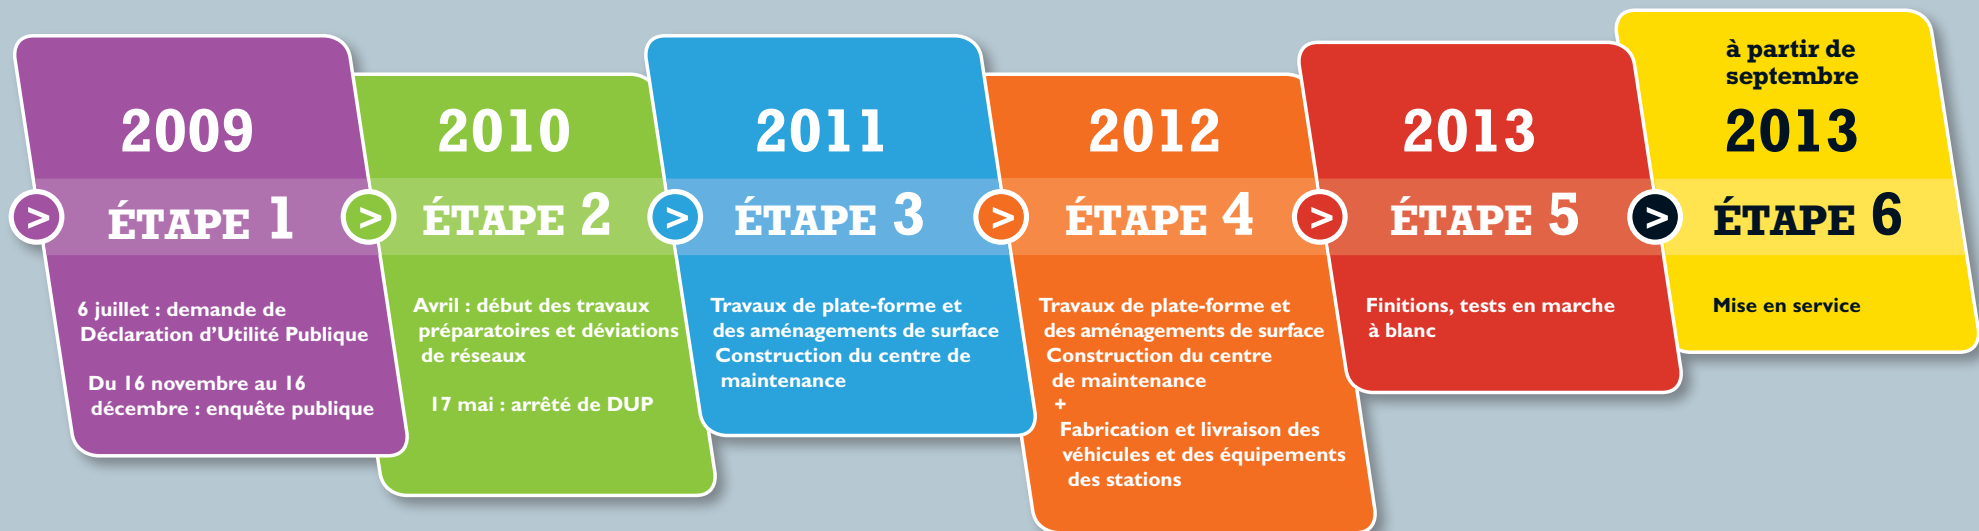 2009
ÉTAPE 1
6 juillet : demande de
Déclaration d'Utilité Publique
Du 16 novembre au 16
décembre : enquête publique
2010
ÉTAPE 2
Avril : début des travaux
préparatoires et déviations
de réseaux
17 mai : arrêté de DUP
2011
ÉTAPE 3
Travaux de plate-forme et
des aménagements de surface
Construction du centre de
maintenance
2012
ÉTAPE 4
Travaux de plate-forme et
des aménagements de surface
Construction du centre
de maintenance
+
Fabrication et livraison des
véhicules et des équipements
des stations
2013
ÉTAPE 5
Finitions, tests en marche
à blanc
à partir de
septembre
2013
ÉTAPE 6
Mise en service